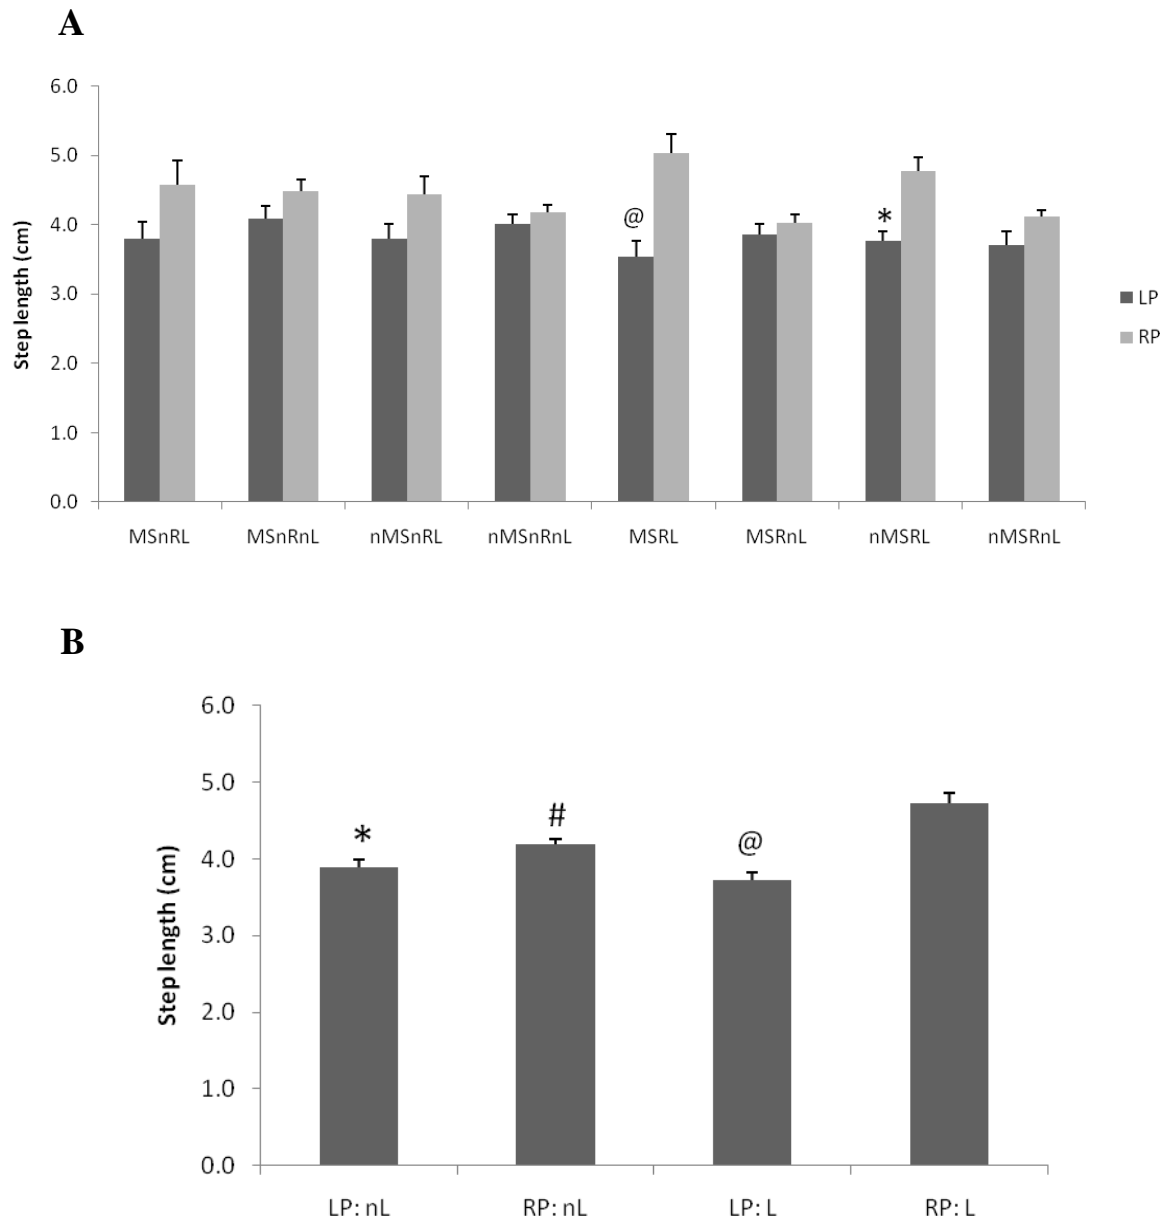 A
6.0
5.0
4.0
3.0
2.0
1.0
0.0
Step length (cm)
@
*
LP
RP
MSnRL MSnRnL nMSnRL nMSnRnL MSRL MSRnL nMSRL nMSRnL
B
6.0
5.0
4.0
3.0
2.0
1.0
0.0
Step length (cm)
* # @
LP: nL RP: nL LP: L RP: L